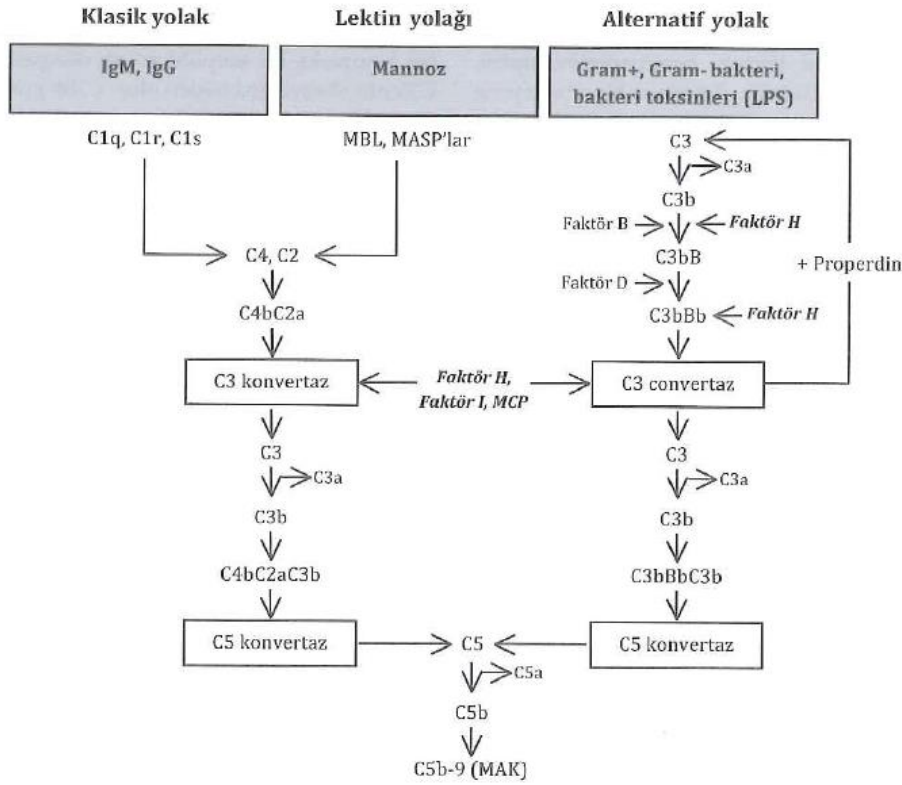 Klasik yolak
Lektin yolağı
Alternatif yolak
IgM, IgG
Mannoz
Gram+, Gram- bakteri,
bakteri toksinleri (LPS)
C1q, C1r, C1s
MBL, MASP'lar
C3
C3a
C3b
Faktör B
Faktör H
C4, C2
C3bB
+ Properdin
Faktör D
C4bC2a
C3bBb
Faktör H
C3 konvertaz
Faktör H,
Faktör I, MCP
C3 convertaz
C3
C3
C3a
C3a
C3b
C3b
C4bC2aC3b
C3bBbC3b
C5 konvertaz
C5
C5 konvertaz
C5a
C5b
C5b-9 (MAK)